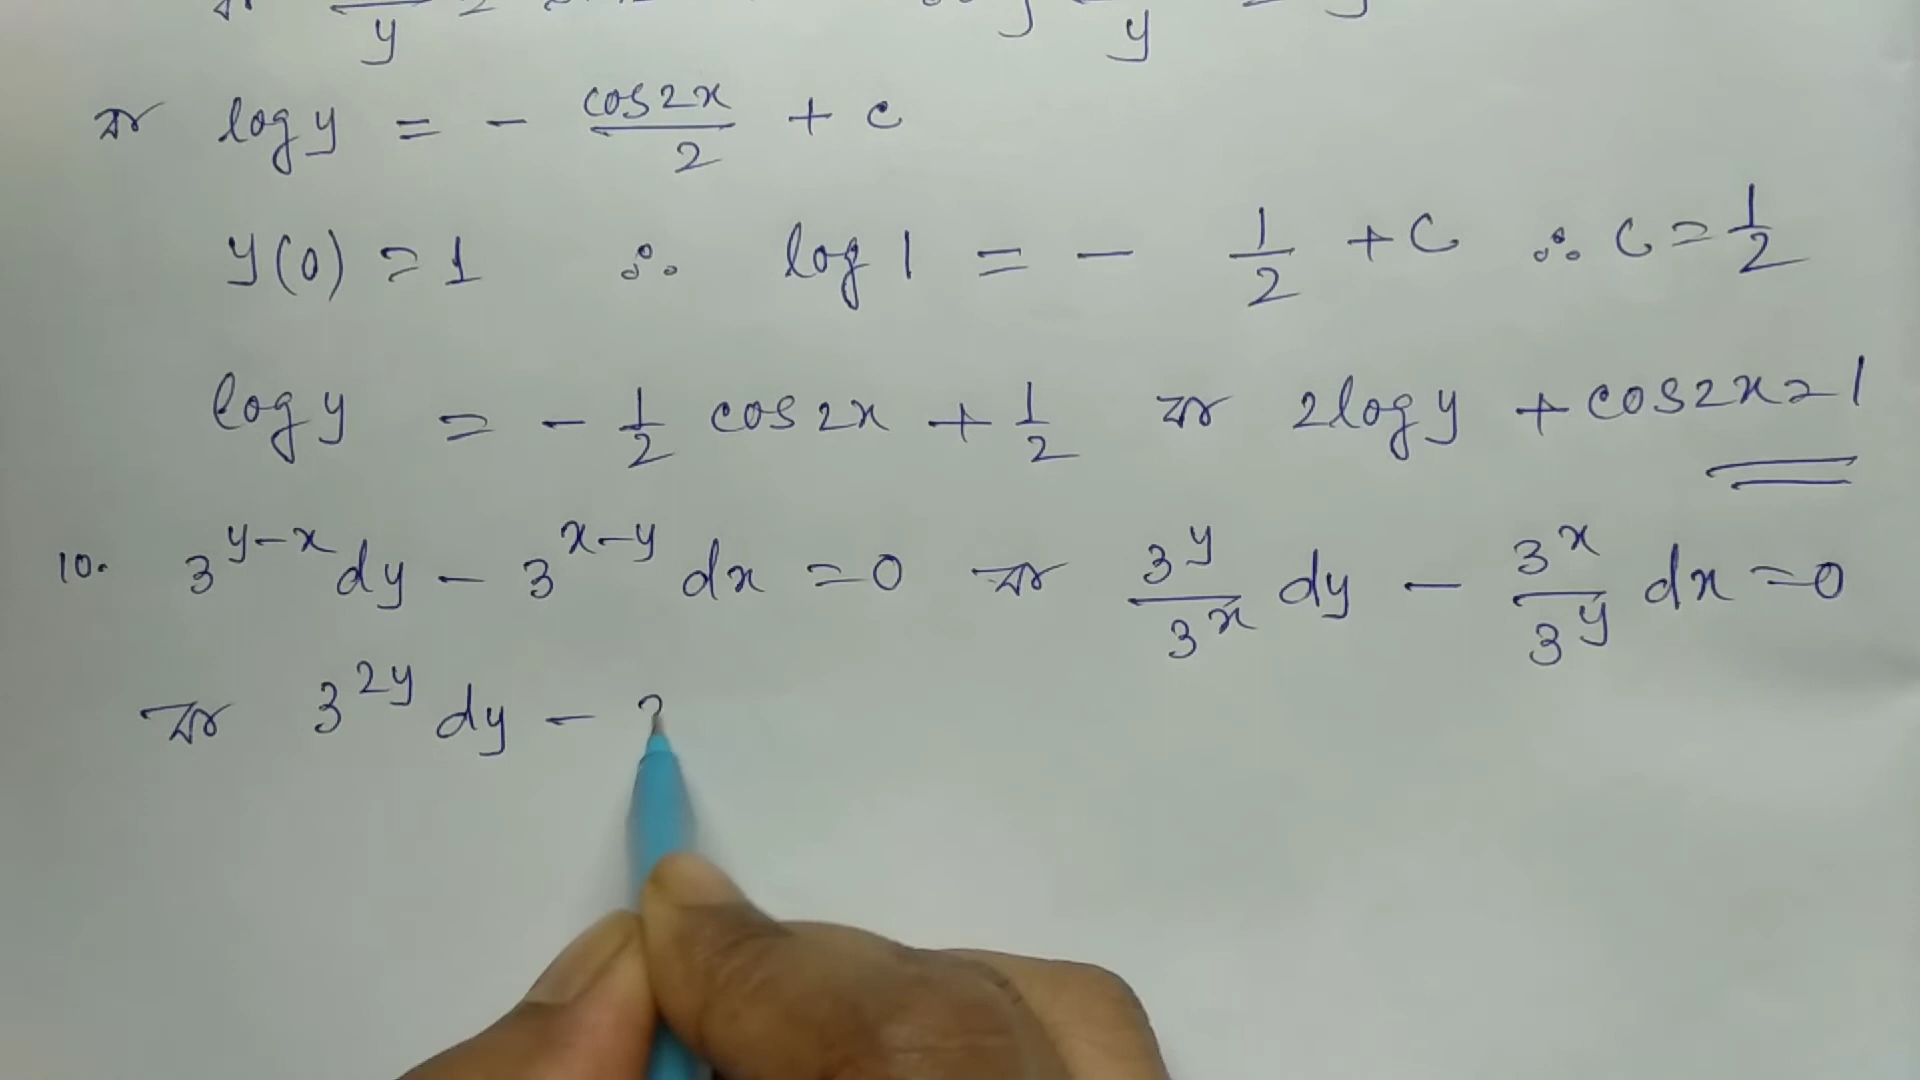 y y
বা log y = - cos2x/2 + c
y(0) = 1 ∴ log 1 = - 1/2 + C ∴ C = 1/2
log y = - 1/2 cos 2x + 1/2 বা 2log y + cos2x = 1
10. 3^(y-x) dy - 3^(x-y) dx = 0 বা 3^y/3^x dy - 3^x/3^y dx = 0
বা 3^(2y) dy -